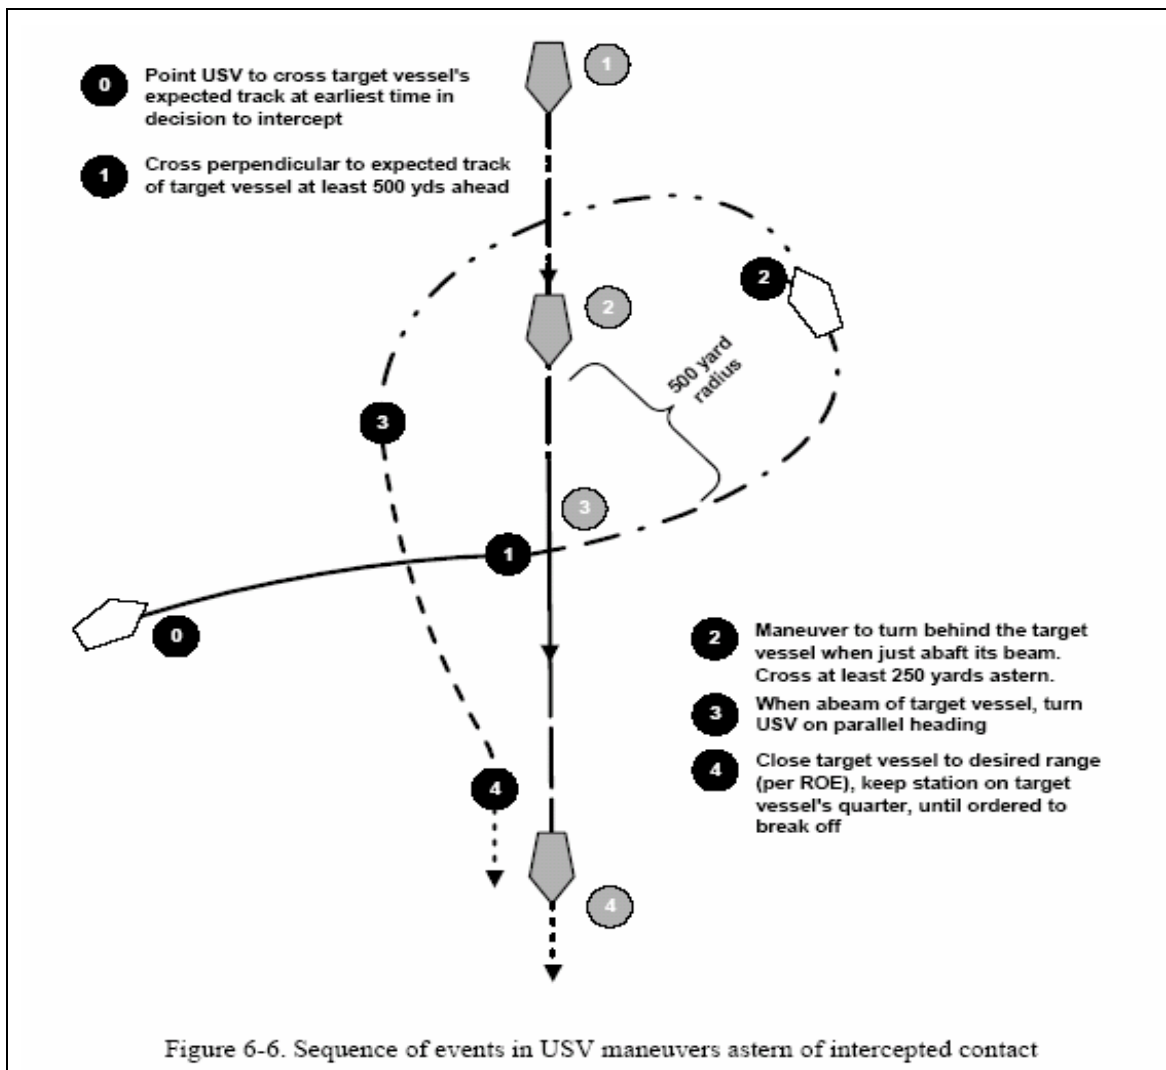 0
Point USV to cross target vessel's
expected track at earliest time in
decision to intercept
1
Cross perpendicular to expected track
of target vessel at least 500 yds ahead
1
2
2
500 yard
radius
3
3
1
0
2
Maneuver to turn behind the target
vessel when just abaft its beam.
Cross at least 250 yards astern.
3
When abeam of target vessel, turn
USV on parallel heading
4
Close target vessel to desired range
(per ROE), keep station on target
vessel's quarter, until ordered to
break off
4
4
Figure 6-6. Sequence of events in USV maneuvers astern of intercepted contact